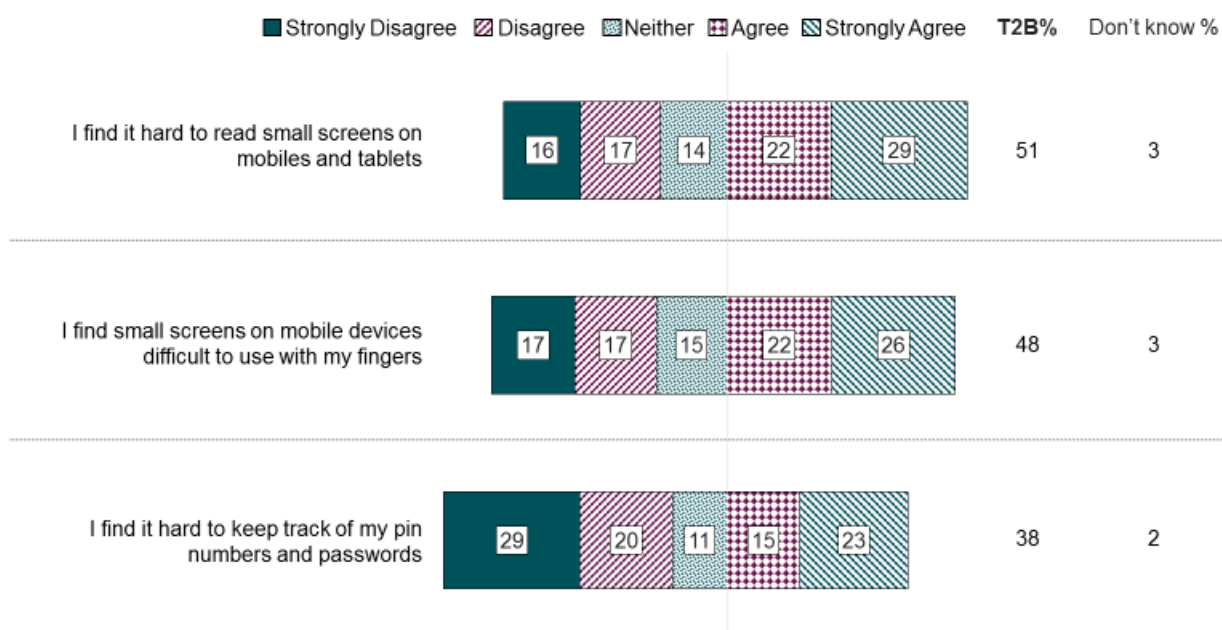 Strongly Disagree Disagree Neither Agree Strongly Agree T2B% Don't know %
I find it hard to read small screens on
mobiles and tablets
16 17 14 22 29 51 3
I find small screens on mobile devices
difficult to use with my fingers
17 17 15 22 26 48 3
I find it hard to keep track of my pin
numbers and passwords
29 20 11 15 23 38 2